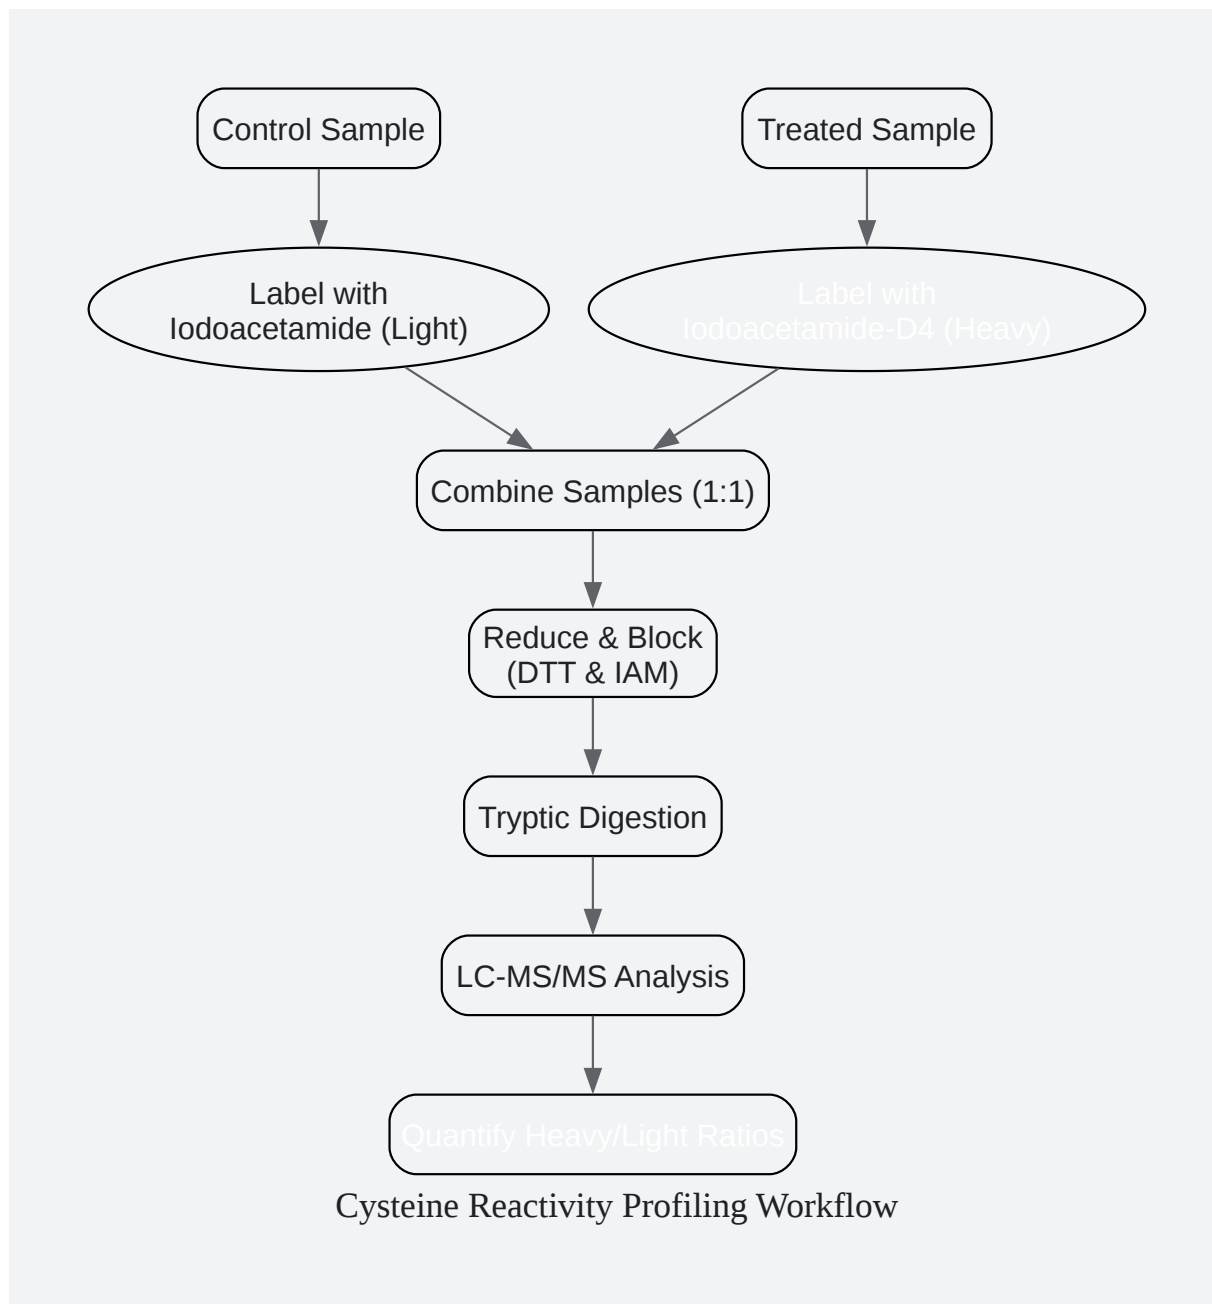 Control Sample
Treated Sample
Label with
Iodoacetamide (Light)
Label with
Iodoacetamide-D4 (Heavy)
Combine Samples (1:1)
Reduce & Block
(DTT & IAM)
Tryptic Digestion
LC-MS/MS Analysis
Quantify Heavy/Light Ratios
Cysteine Reactivity Profiling Workflow